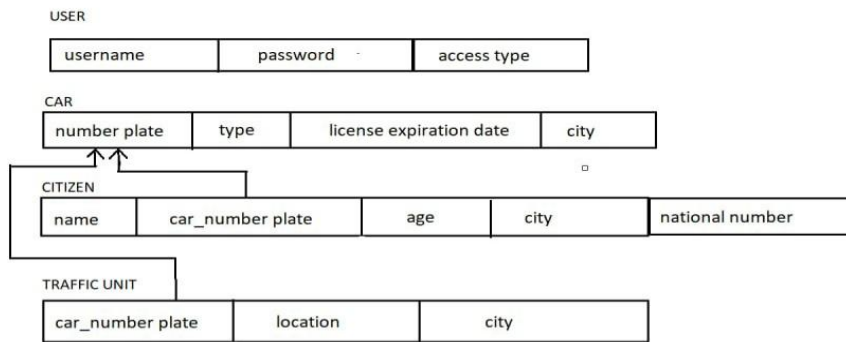 USER
username password access type
CAR
number plate type license expiration date city
CITIZEN
name car_number plate age city national number
TRAFFIC UNIT
car_number plate location city